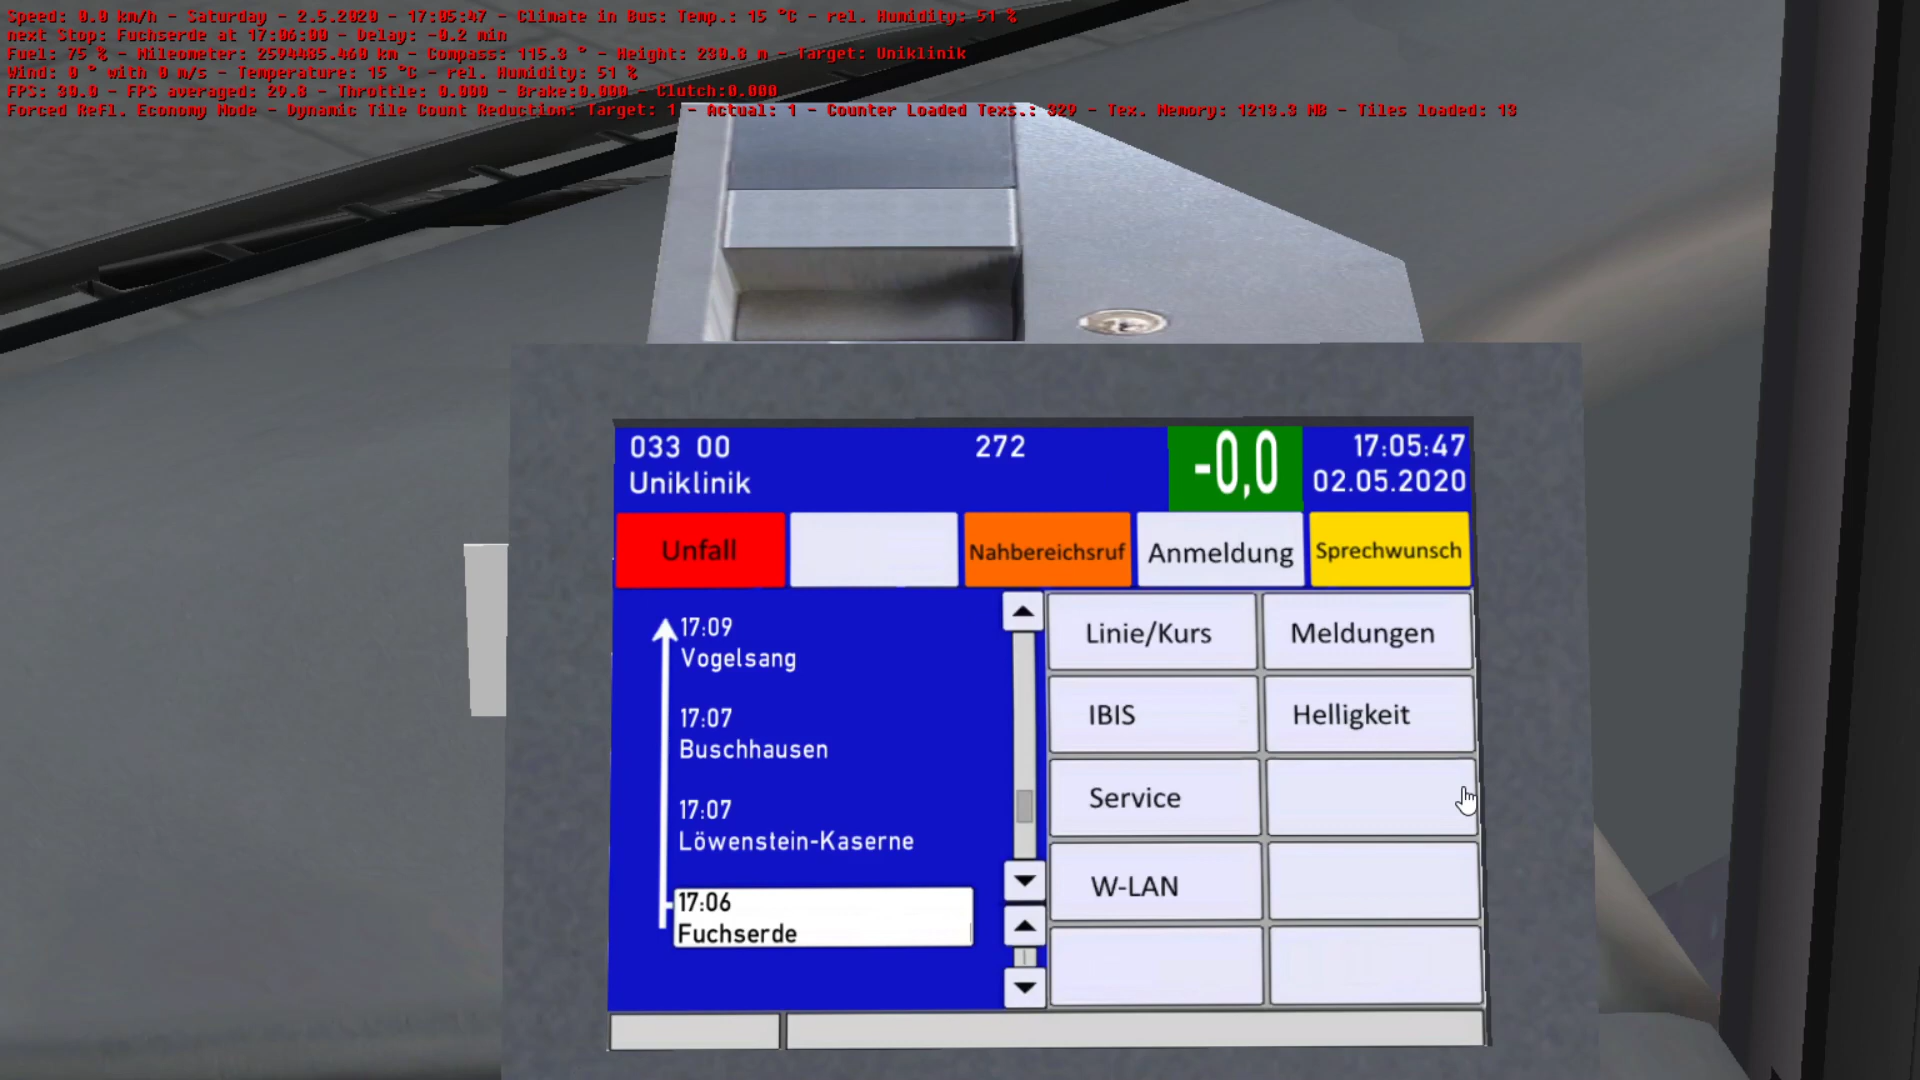 Speed: 0.0 km/h - Saturday - 2.5.2020 - 17:05:47 - Climate in Bus: Temp.: 15 °C - rel. Humidity: 51 %
next Stop: Fuchserde at 17:06:00 - Delay: -0.2 min
Fuel: 75 % - Mileometer: 2594485.460 km - Compass: 115.3 ° - Height: 230.8 m - Target: Uniklinik
Wind: 0 ° with 0 m/s - Temperature: 15 °C - rel. Humidity: 51 %
FPS: 30.0 - FPS averaged: 29.8 - Throttle: 0.000 - Brake:0.000 - Clutch:0.000
Forced Refl. Economy Mode - Dynamic Tile Count Reduction: Target: 1 - Actual: 1 - Counter Loaded Texs.: 329 - Tex. Memory: 1213.3 MB - Tiles loaded: 13
033 00 272 -0,0 17:05:47
Uniklinik 02.05.2020
Unfall Nahbereichsruf Anmeldung Sprechwunsch
17:09
Vogelsang
17:07
Buschhausen
17:07
Löwenstein-Kaserne
17:06
Fuchserde
Linie/Kurs Meldungen
IBIS Helligkeit
Service
W-LAN